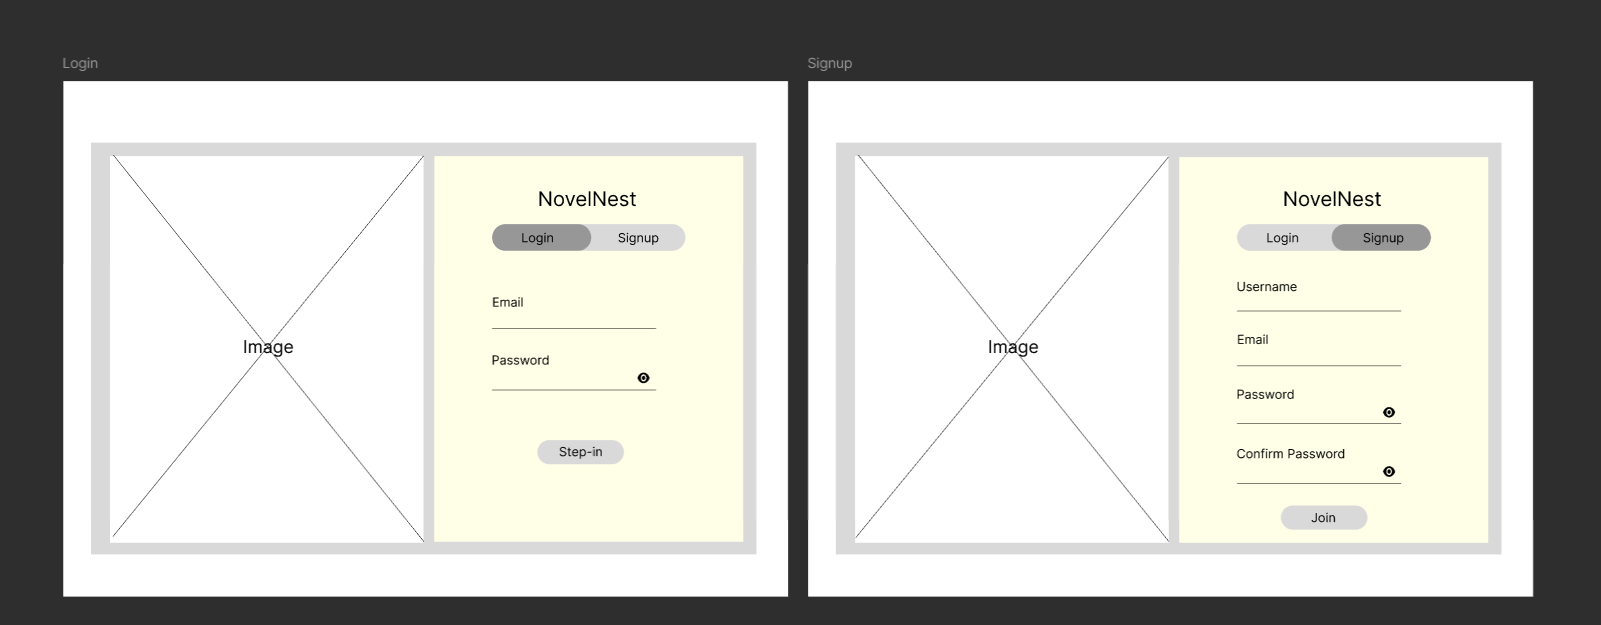 Login
NovelNest
Login Signup
Email
Password
Image
Step-in
Signup
NovelNest
Login Signup
Username
Email
Image
Password
Confirm Password
Join